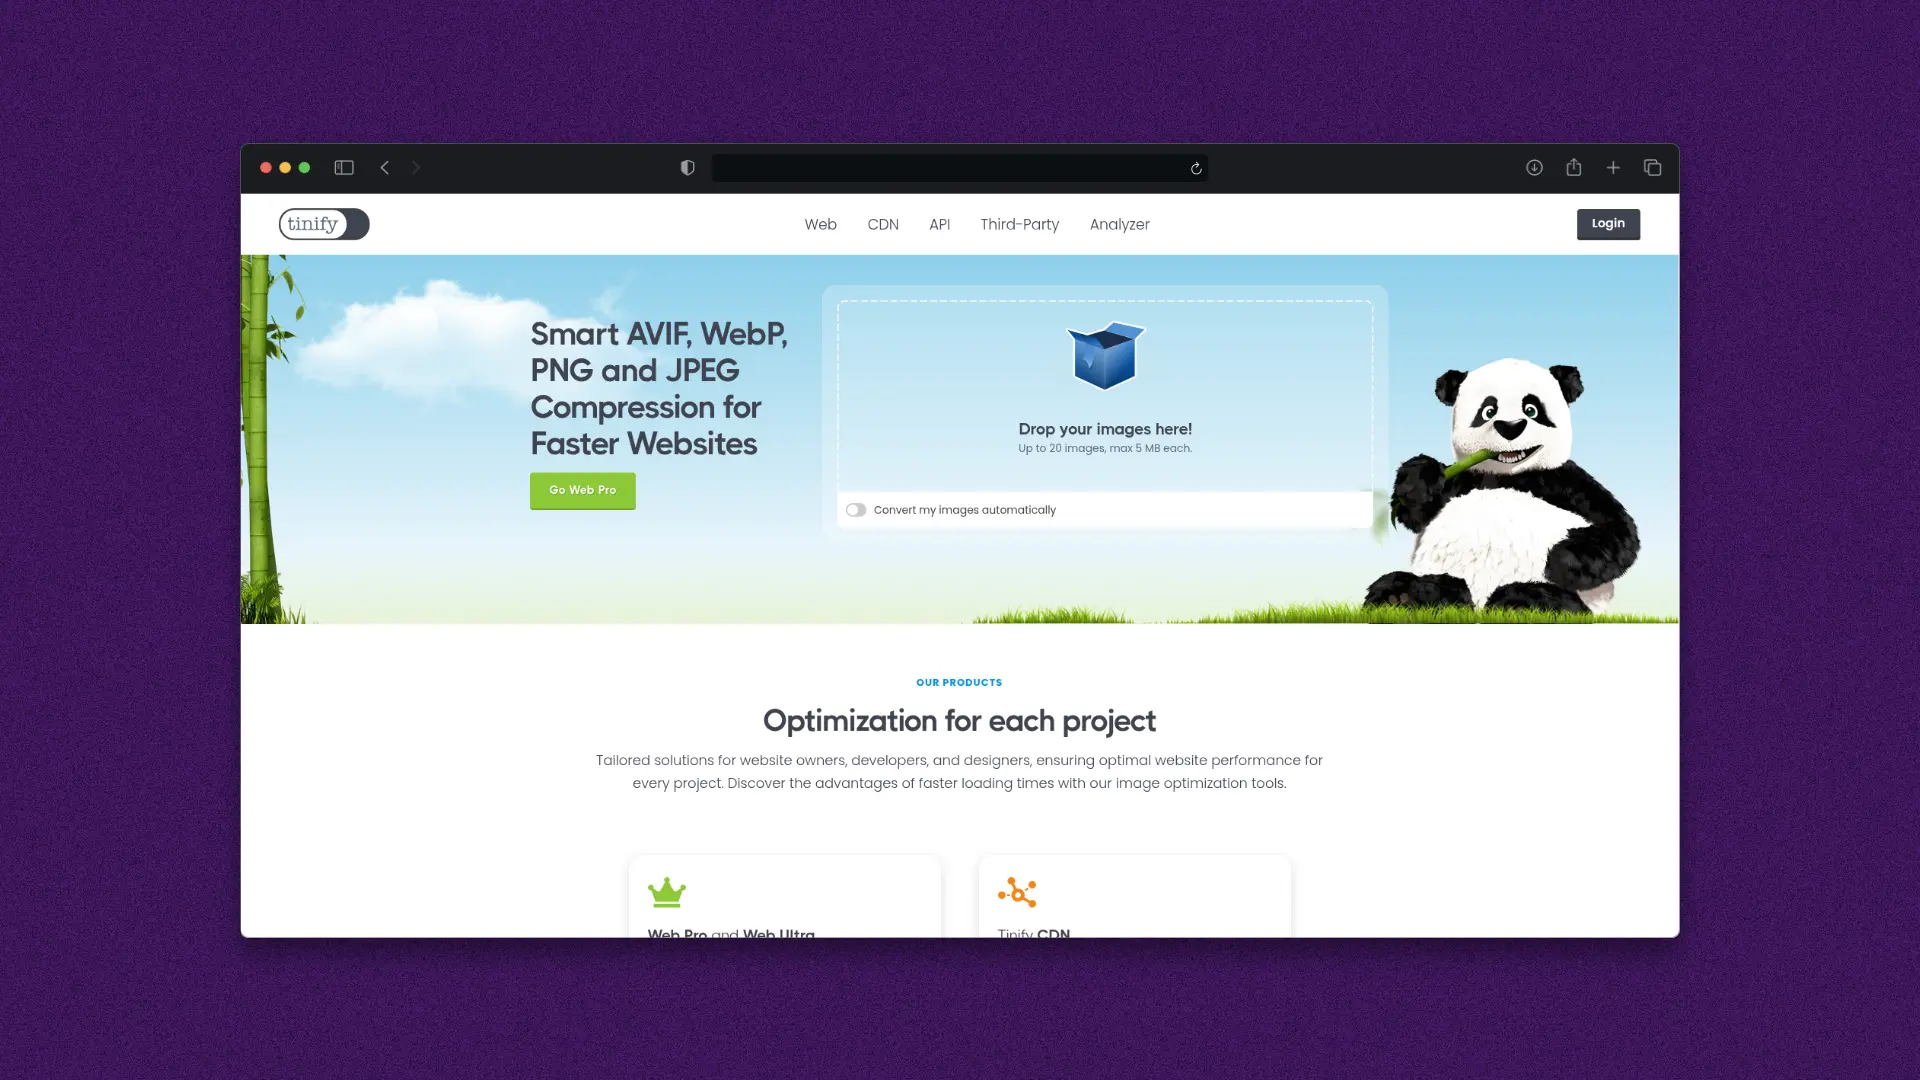 tinify
Web CDN API Third-Party Analyzer
Login
Smart AVIF, WebP,
PNG and JPEG
Compression for
Faster Websites
Go Web Pro
Drop your images here!
Up to 20 images, max 5 MB each.
Convert my images automatically
OUR PRODUCTS
Optimization for each project
Tailored solutions for website owners, developers, and designers, ensuring optimal website performance for
every project. Discover the advantages of faster loading times with our image optimization tools.
Web Pro and Web Ultra
Tinify CDN